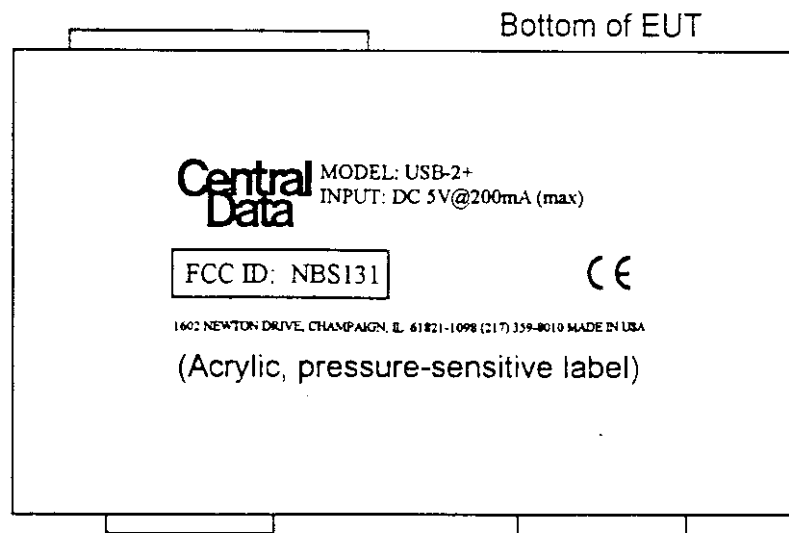 Bottom of EUT
Central
Data
MODEL: USB-2+
INPUT: DC 5V@200mA (max)
FCC ID: NBS131
CE
1602 NEWTON DRIVE, CHAMPAIGN, IL 61821-1098 (217) 359-8010 MADE IN USA
(Acrylic, pressure-sensitive label)